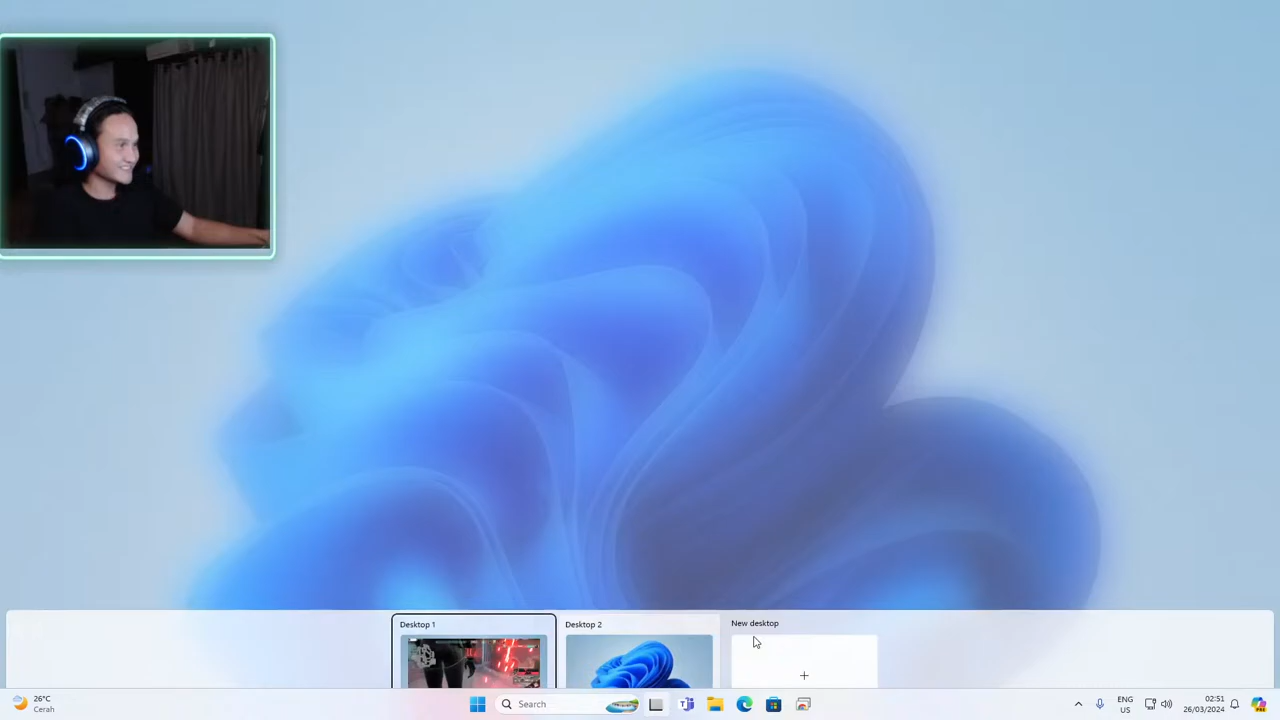 Desktop 1
Desktop 2
New desktop
26°C
Cerah
Search
ENG
US
02:51
26/03/2024